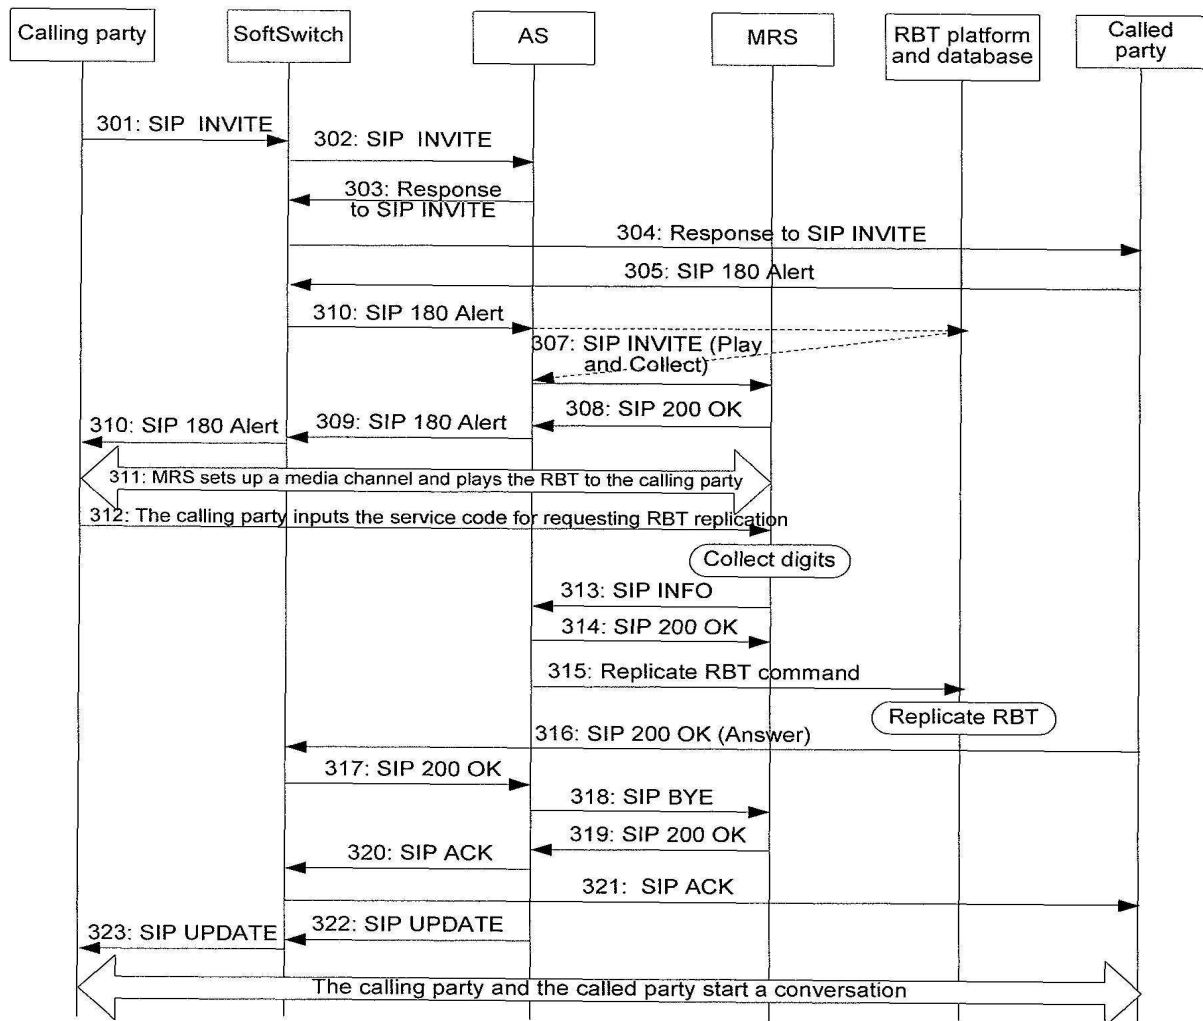 Calling party
SoftSwitch
AS
MRS
RBT platform
and database
Called
party
301: SIP INVITE
302: SIP INVITE
303: Response
to SIP INVITE
304: Response to SIP INVITE
305: SIP 180 Alert
310: SIP 180 Alert
307: SIP INVITE (Play
and Collect)
308: SIP 200 OK
309: SIP 180 Alert
310: SIP 180 Alert
311: MRS sets up a media channel and plays the RBT to the calling party
312: The calling party inputs the service code for requesting RBT replication
Collect digits
313: SIP INFO
314: SIP 200 OK
315: Replicate RBT command
Replicate RBT
316: SIP 200 OK (Answer)
317: SIP 200 OK
318: SIP BYE
319: SIP 200 OK
320: SIP ACK
321: SIP ACK
322: SIP UPDATE
323: SIP UPDATE
The calling party and the called party start a conversation